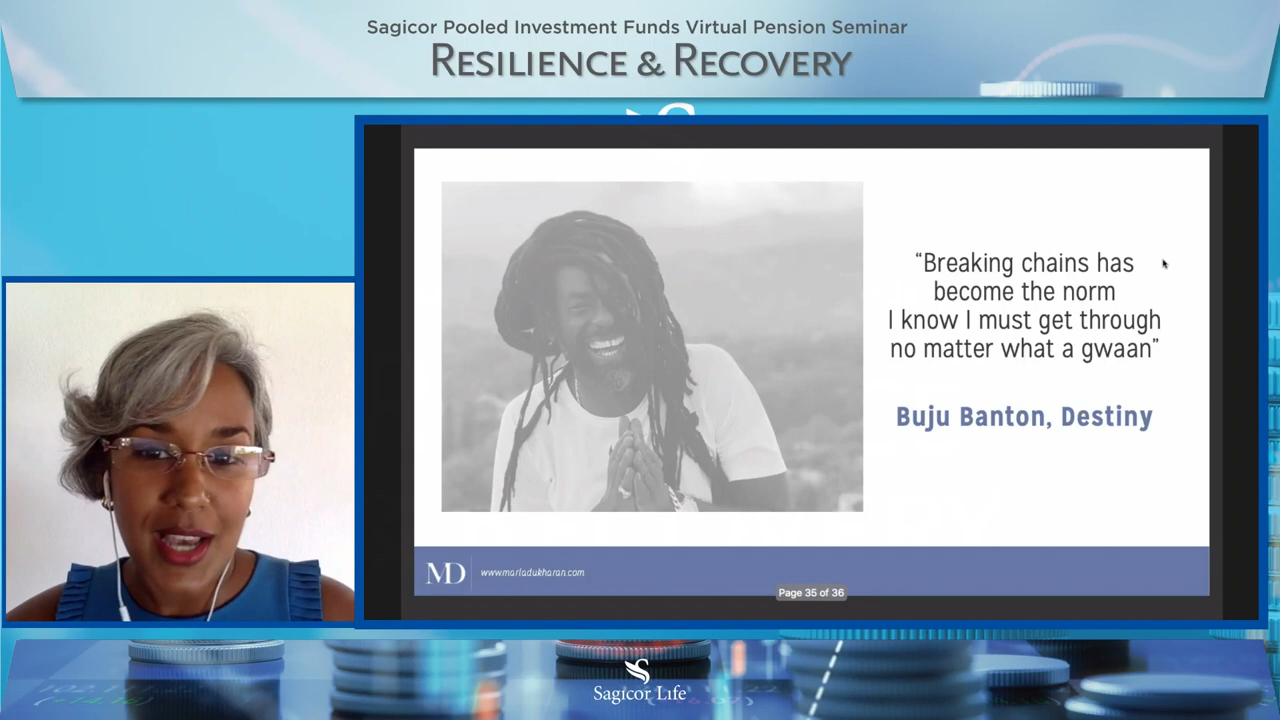 Sagicor Pooled Investment Funds Virtual Pension Seminar
RESILIENCE & RECOVERY
“Breaking chains has
become the norm
I know I must get through
no matter what a gwaan”
Buju Banton, Destiny
MD www.marladukharan.com
Page 35 of 36
Sagicor Life